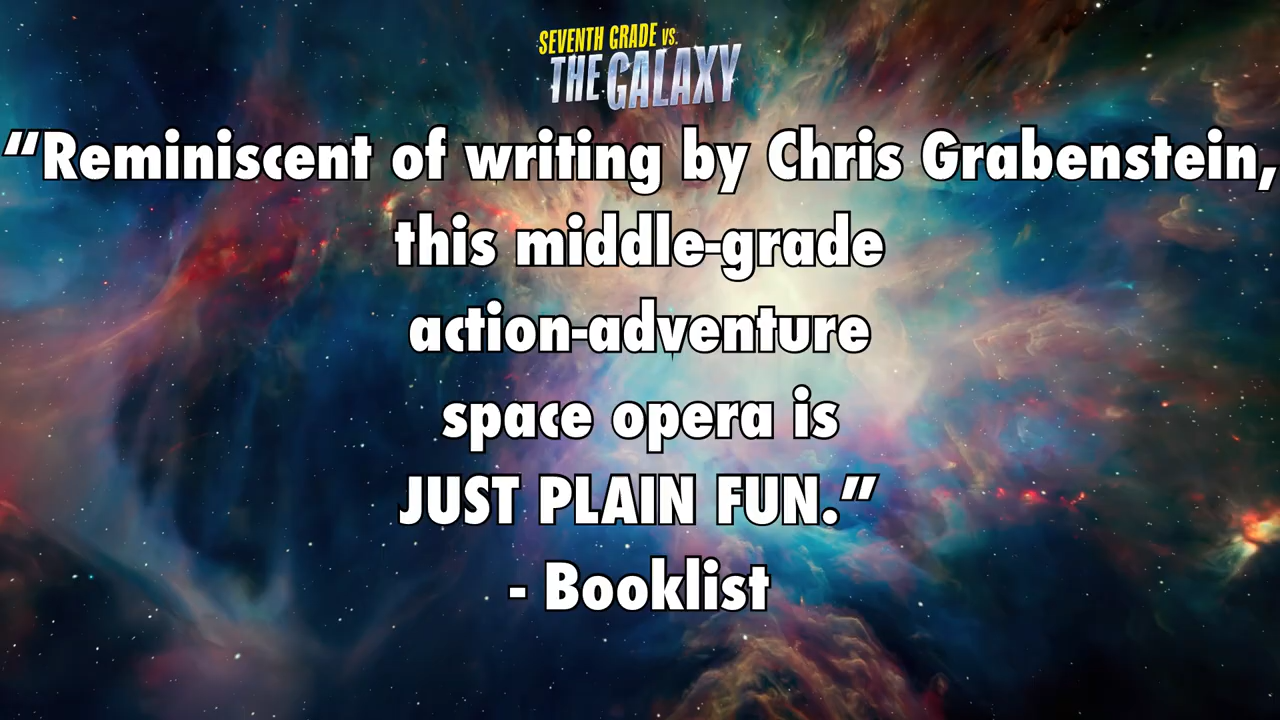 SEVENTH GRADE VS.
THE GALAXY
“Reminiscent of writing by Chris Grabenstein,
this middle-grade
action-adventure
space opera is
JUST PLAIN FUN.”
- Booklist